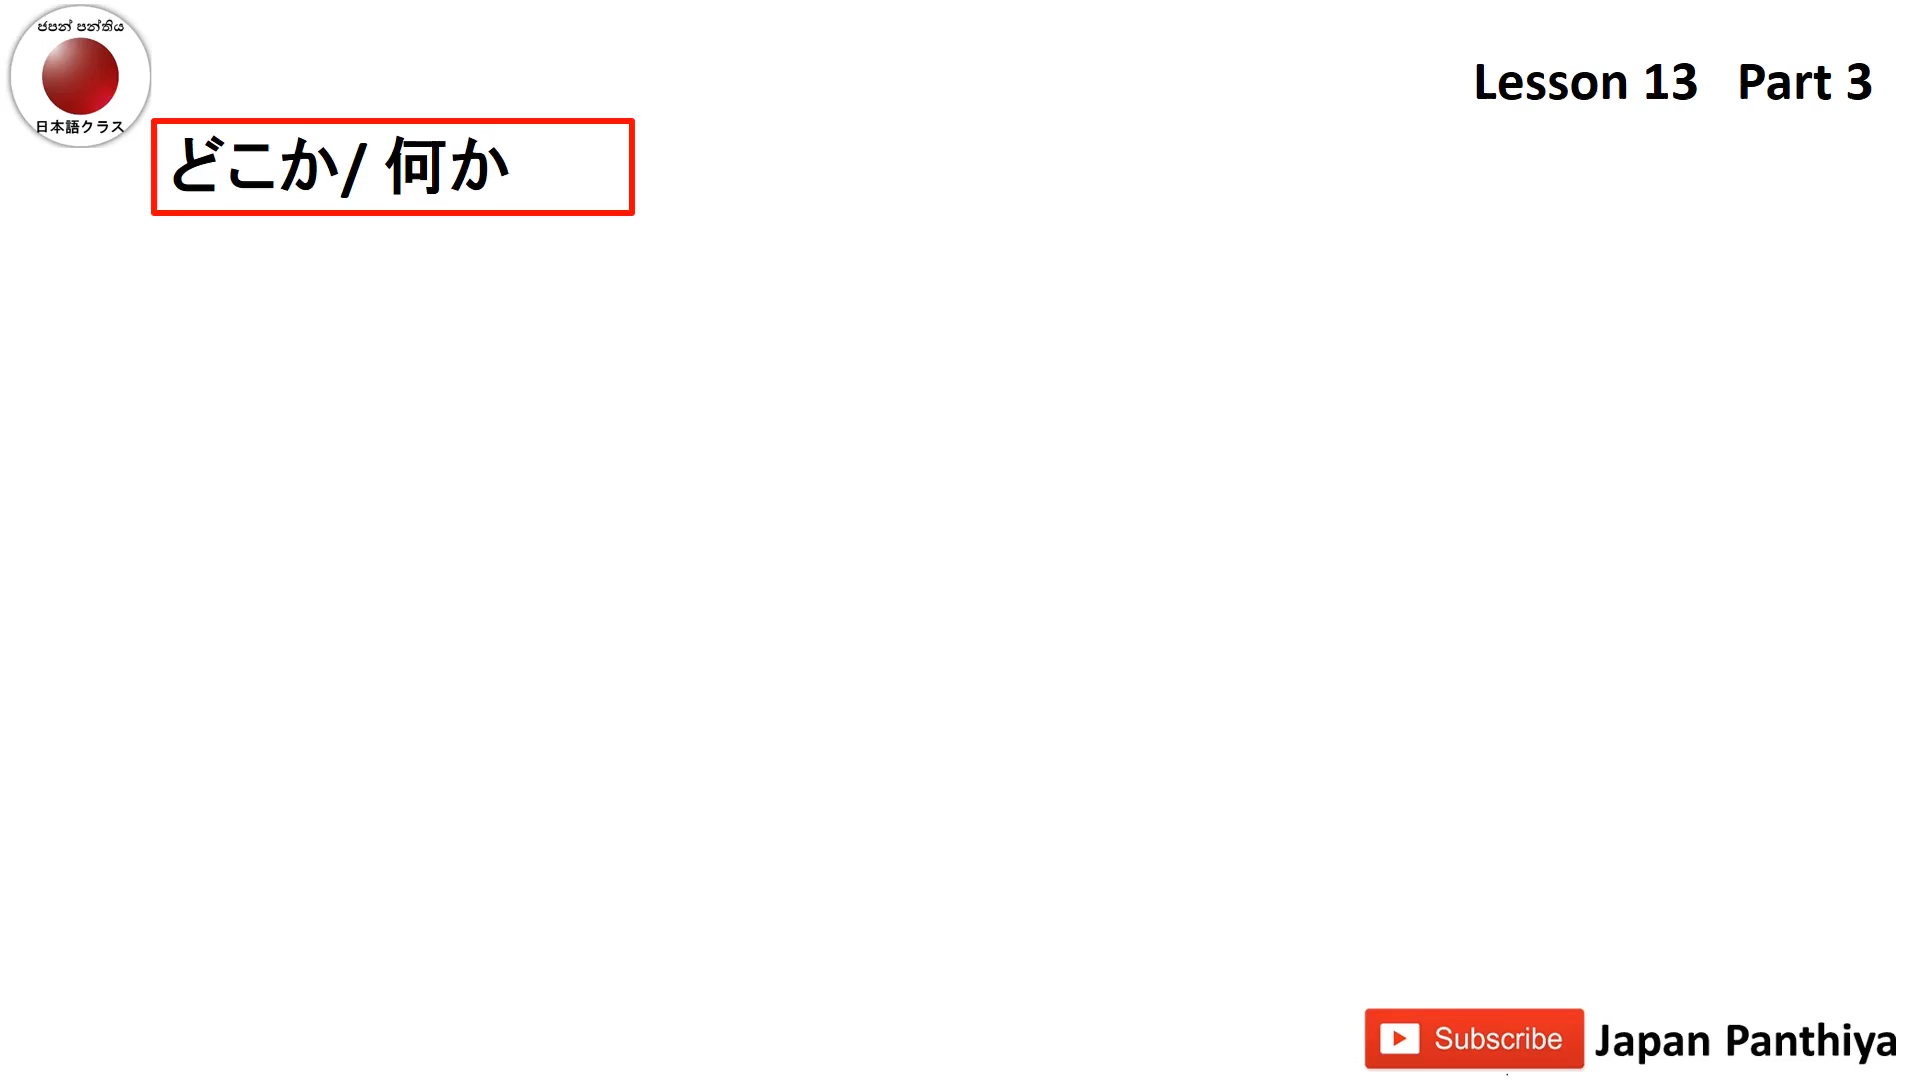 ජපන් පන්තිය
日本語クラス
Lesson 13 Part 3
どこか/ 何か
Subscribe
Japan Panthiya